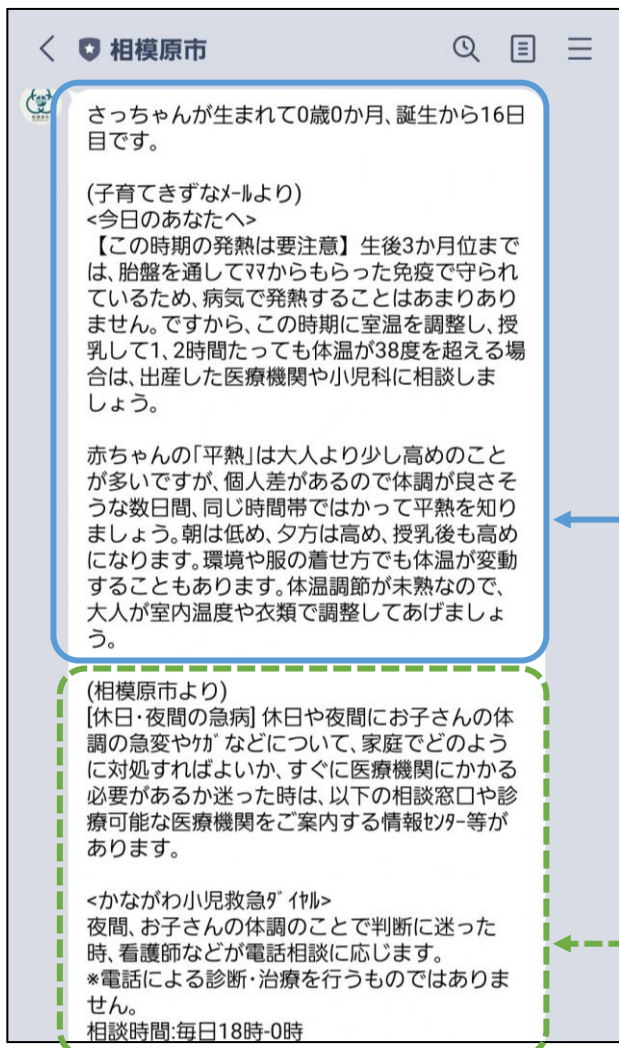 相模原市
さっちゃんが生まれて0歳0か月、誕生から16日
目です。
(子育てきずなﾒｰﾙより)
<今日のあなたへ>
【この時期の発熱は要注意】生後3か月位まで
は、胎盤を通してﾏﾏからもらった免疫で守られ
ているため、病気で発熱することはあまりあり
ません。ですから、この時期に室温を調整し、授
乳して1、2時間たっても体温が38度を超える場
合は、出産した医療機関や小児科に相談しま
しょう。
赤ちゃんの｢平熱｣は大人より少し高めのこと
が多いですが、個人差があるので体調が良さそ
うな数日間、同じ時間帯ではかって平熱を知り
ましょう。朝は低め、夕方は高め、授乳後も高め
になります。環境や服の着せ方でも体温が変動
することもあります。体温調節が未熟なので、
大人が室内温度や衣類で調整してあげましょ
う。
(相模原市より)
[休日･夜間の急病] 休日や夜間にお子さんの体
調の急変やｹｶﾞなどについて、家庭でどのよう
に対処すればよいか、すぐに医療機関にかかる
必要があるか迷った時は、以下の相談窓口や診
療可能な医療機関をご案内する情報ｾﾝﾀｰ等が
あります。
<かながわ小児救急ﾀﾞｲﾔﾙ>
夜間、お子さんの体調のことで判断に迷った
時、看護師などが電話相談に応じます。
*電話による診断･治療を行うものではありま
せん。
相談時間:毎日18時-0時